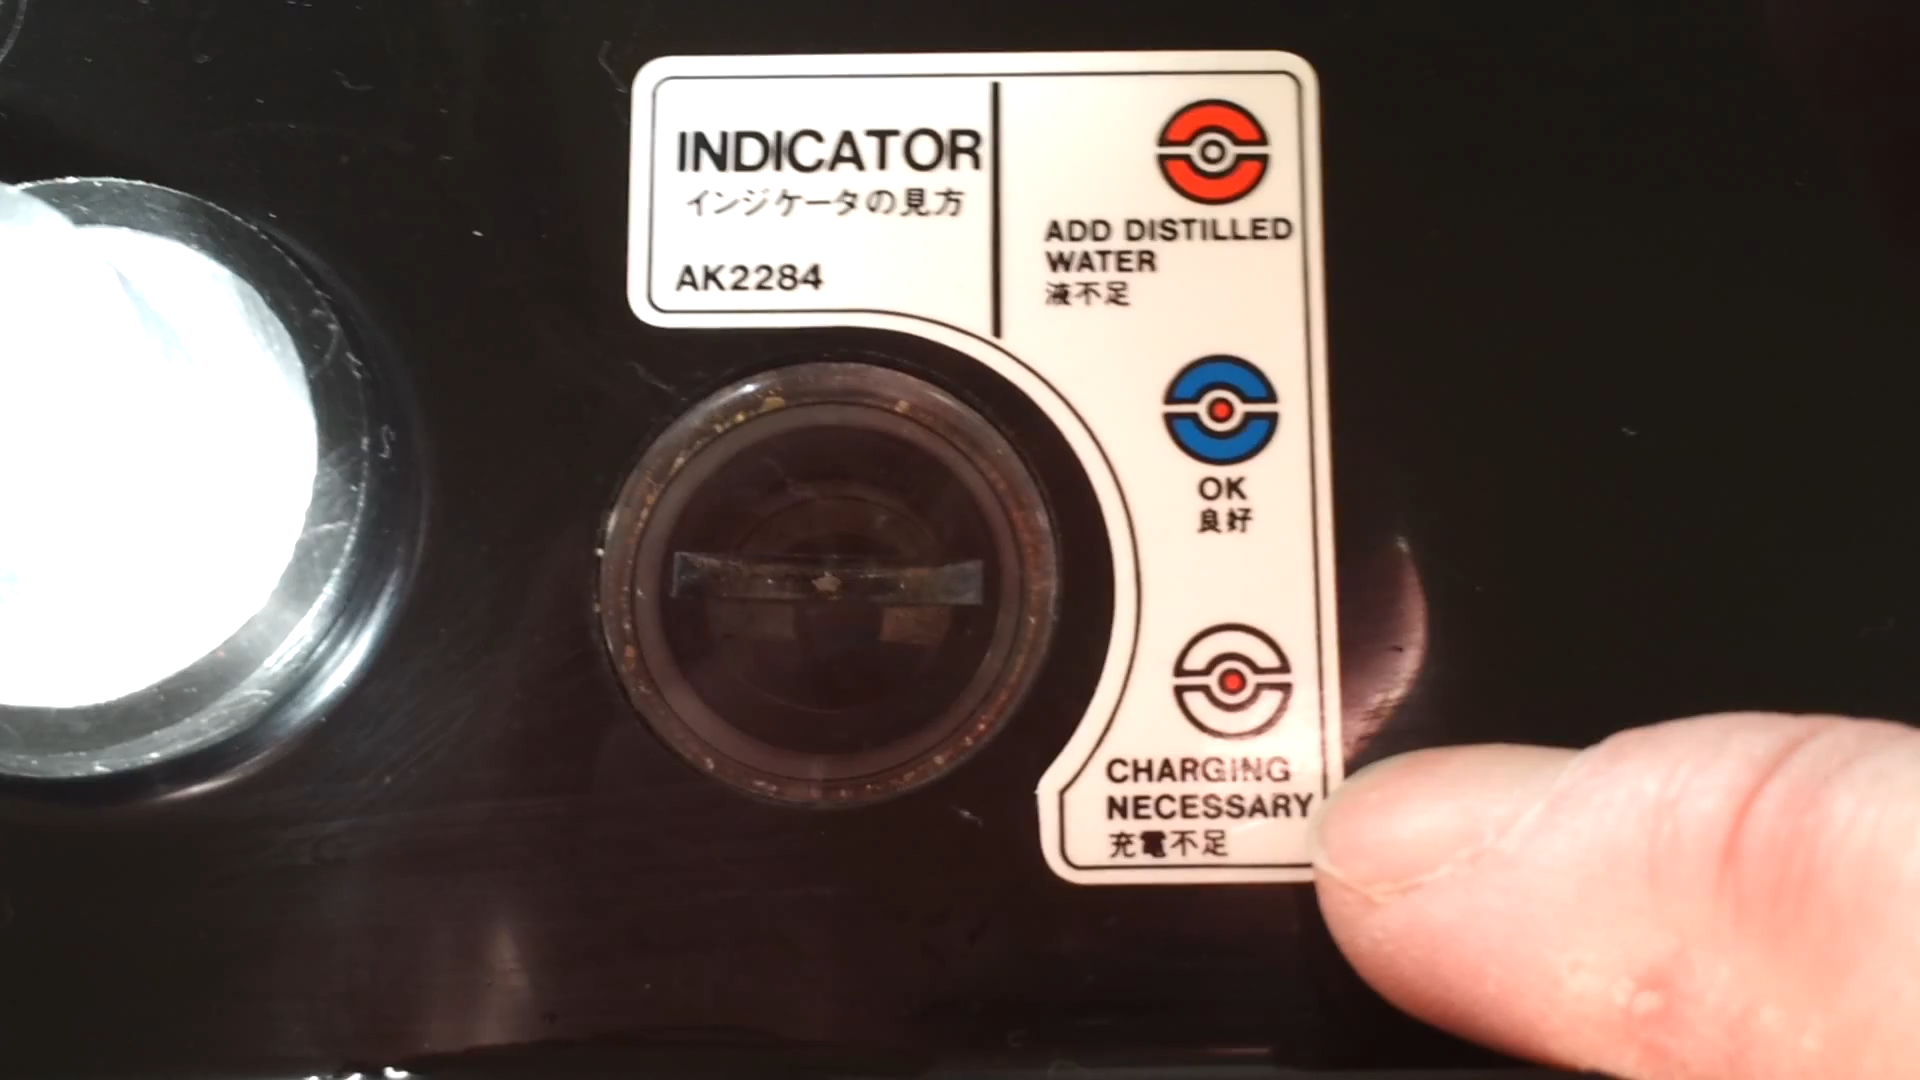 INDICATOR
インジケータの見方
AK2284
ADD DISTILLED
WATER
液不足
OK
良好
CHARGING
NECESSARY
充電不足